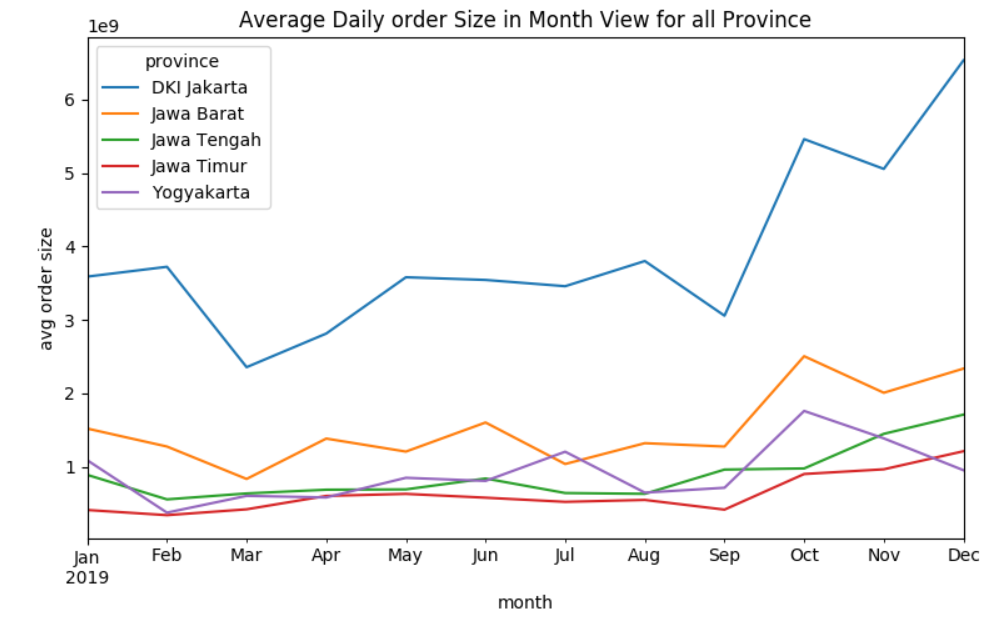 Average Daily order Size in Month View for all Province
1e9
province
DKI Jakarta
Jawa Barat
Jawa Tengah
Jawa Timur
Yogyakarta
6
5
4
3
2
1
avg order size
Jan Feb Mar Apr May Jun Jul Aug Sep Oct Nov Dec
2019
month